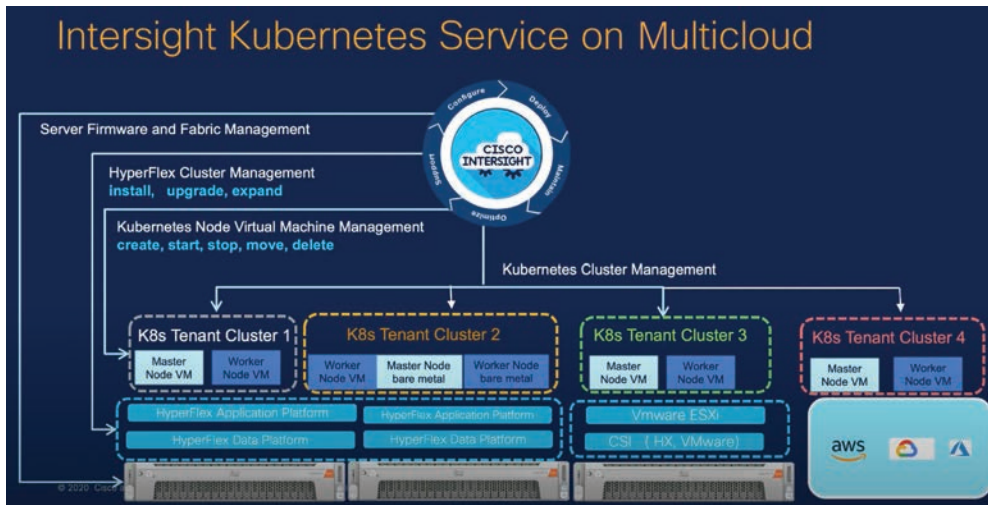 Intersight Kubernetes Service on Multicloud
Configure
Deploy
Maintain
Optimize
Support
CISCO
INTERSIGHT
Server Firmware and Fabric Management
HyperFlex Cluster Management
install, upgrade, expand
Kubernetes Node Virtual Machine Management
create, start, stop, move, delete
Kubernetes Cluster Management
K8s Tenant Cluster 1
Master
Node VM
Worker
Node VM
K8s Tenant Cluster 2
Worker
Node VM
Master Node
bare metal
Worker Node
bare metal
K8s Tenant Cluster 3
Master
Node VM
Worker
Node VM
K8s Tenant Cluster 4
Master
Node VM
Worker
Node VM
HyperFlex Application Platform
HyperFlex Data Platform
HyperFlex Application Platform
HyperFlex Data Platform
Vmware ESXi
CSI ( HX, VMware)
aws
© 2020 Cisco